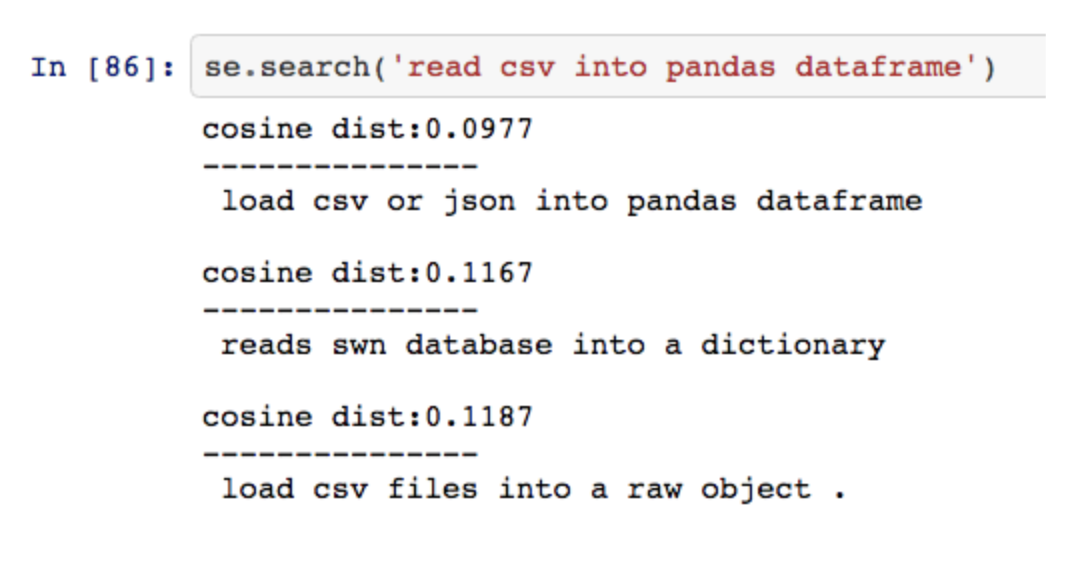 In [86]: se.search('read csv into pandas dataframe')
cosine dist:0.0977
---------------
load csv or json into pandas dataframe
cosine dist:0.1167
---------------
reads swn database into a dictionary
cosine dist:0.1187
---------------
load csv files into a raw object .